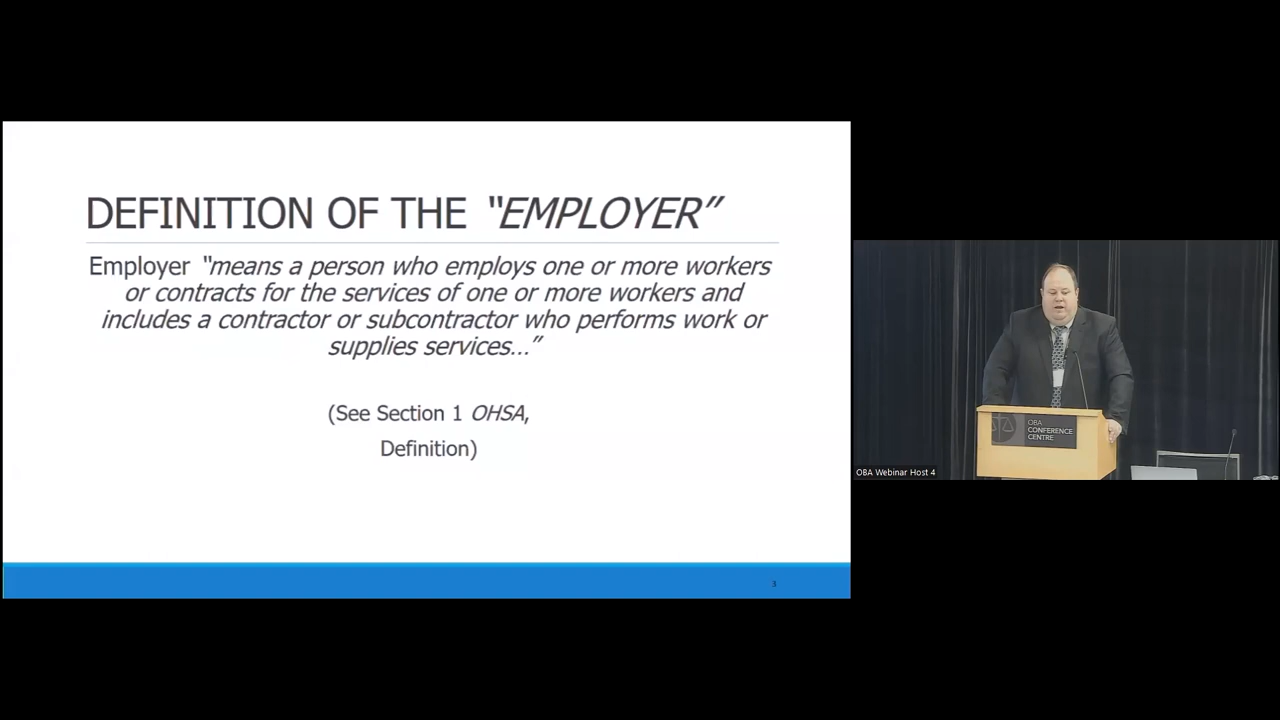 DEFINITION OF THE “EMPLOYER”
Employer “means a person who employs one or more workers
or contracts for the services of one or more workers and
includes a contractor or subcontractor who performs work or
supplies services…”
(See Section 1 OHSA,
Definition)
3
OBA
CONFERENCE
CENTRE
OBA Webinar Host 4